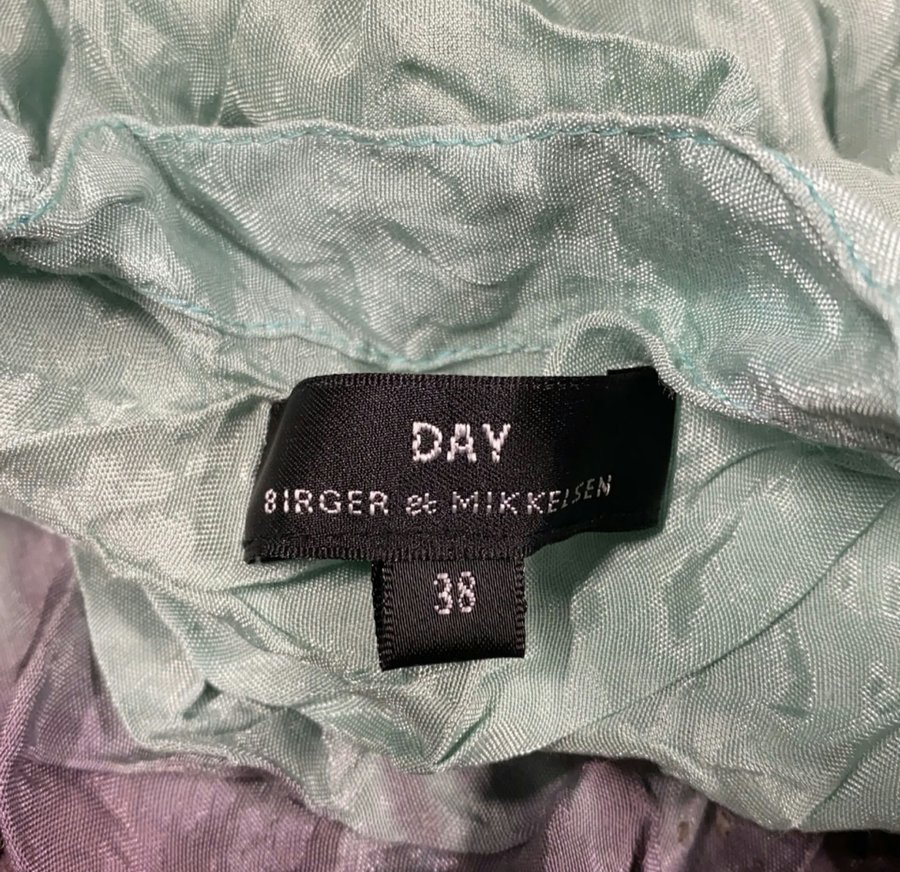 DAY
BIRGER et MIKKELSEN
38